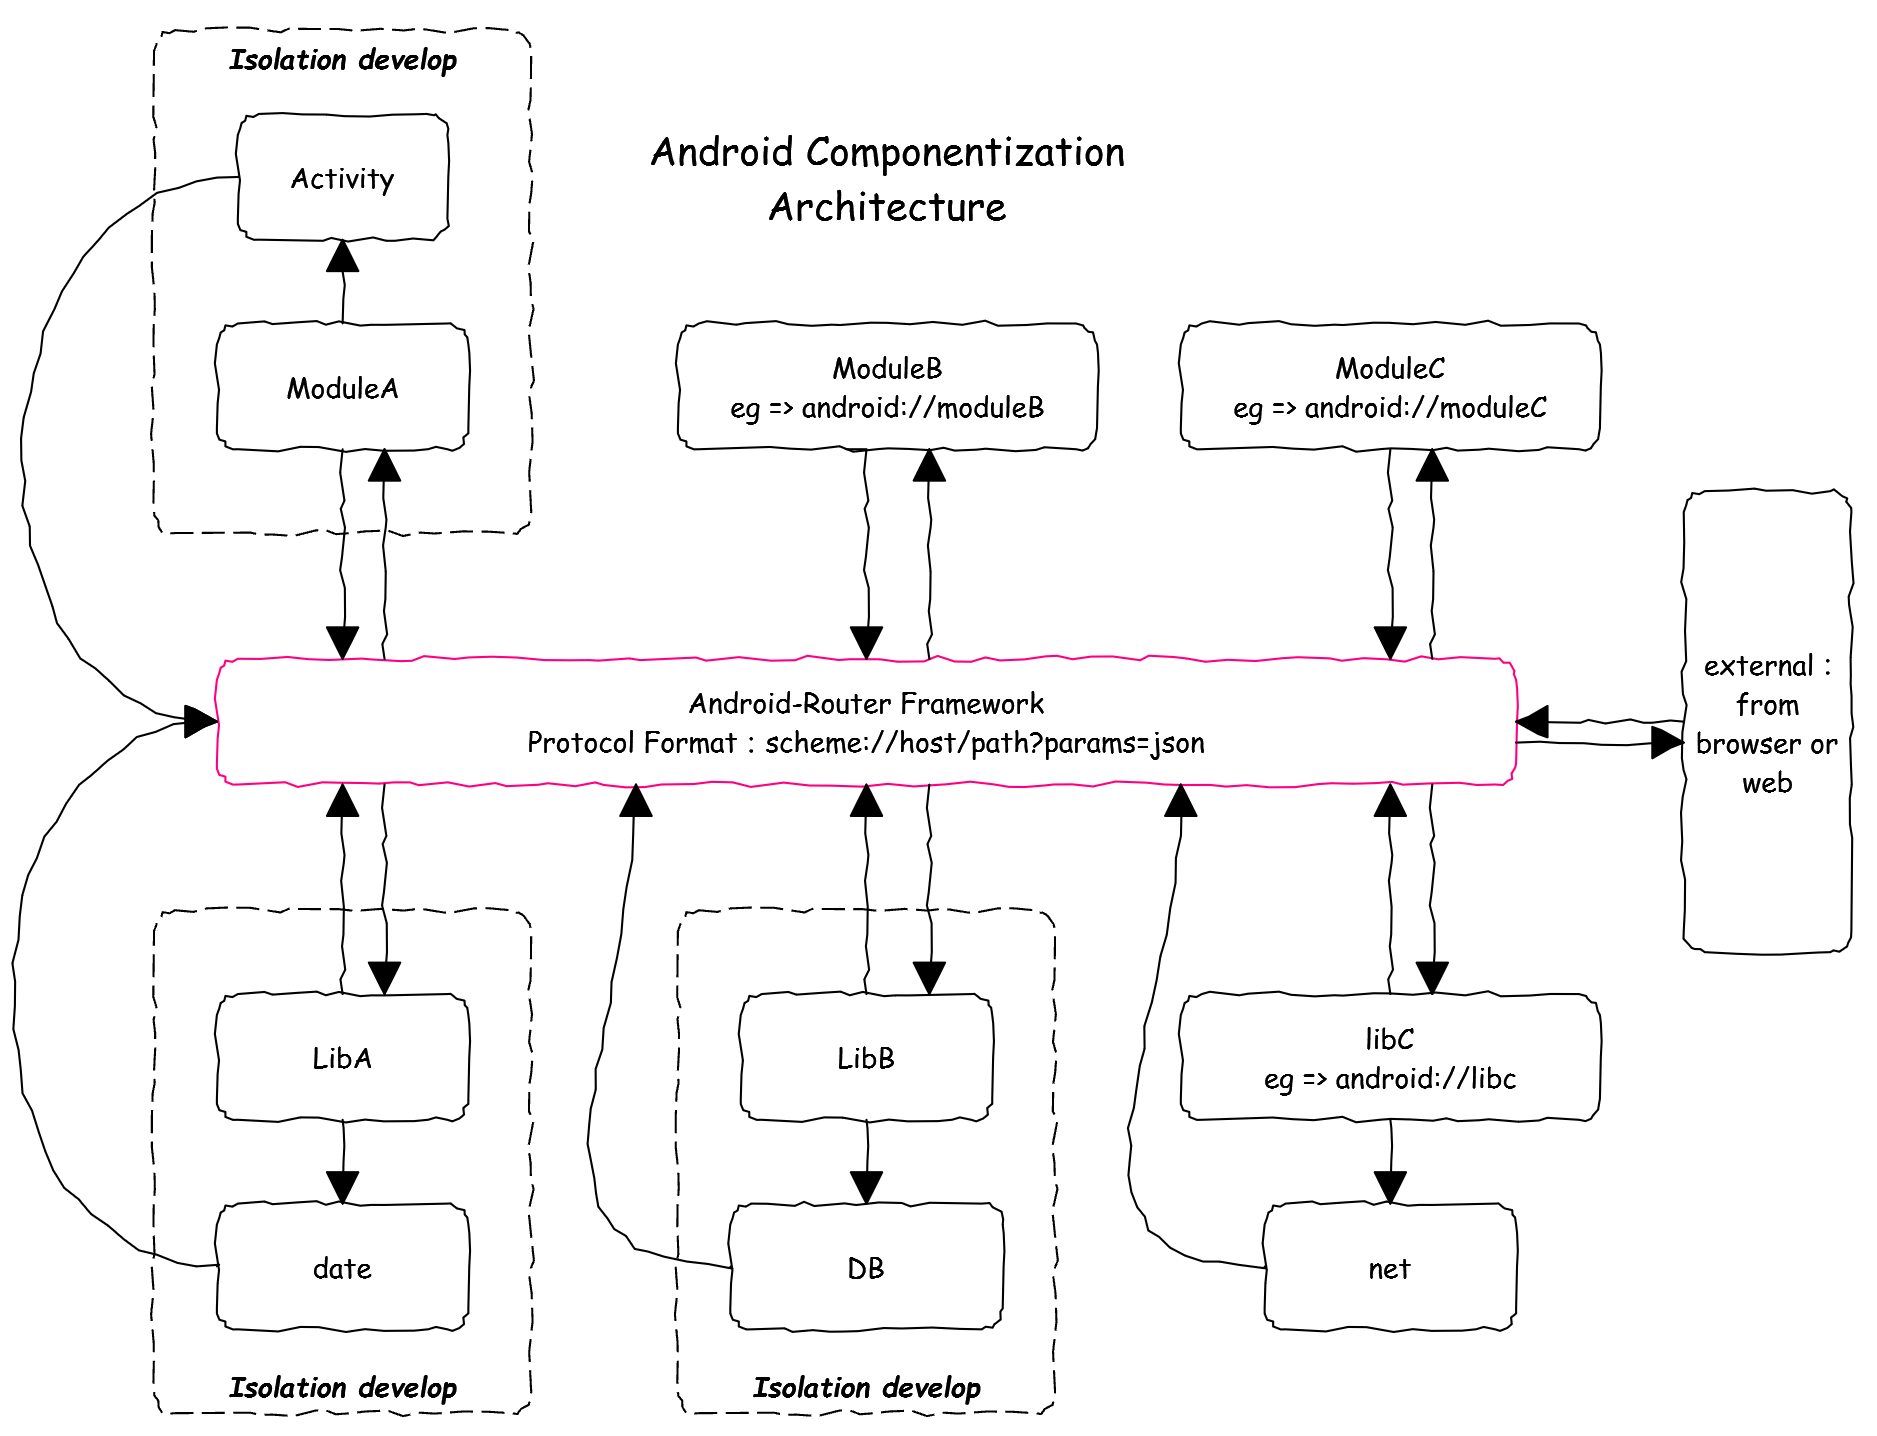 Isolation develop
Activity
Android Componentization
Architecture
ModuleA
ModuleB
eg => android://moduleB
ModuleC
eg => android://moduleC
external :
from
browser or
web
Android-Router Framework
Protocol Format : scheme://host/path?params=json
LibA
LibB
libC
eg => android://libc
date
DB
net
Isolation develop
Isolation develop